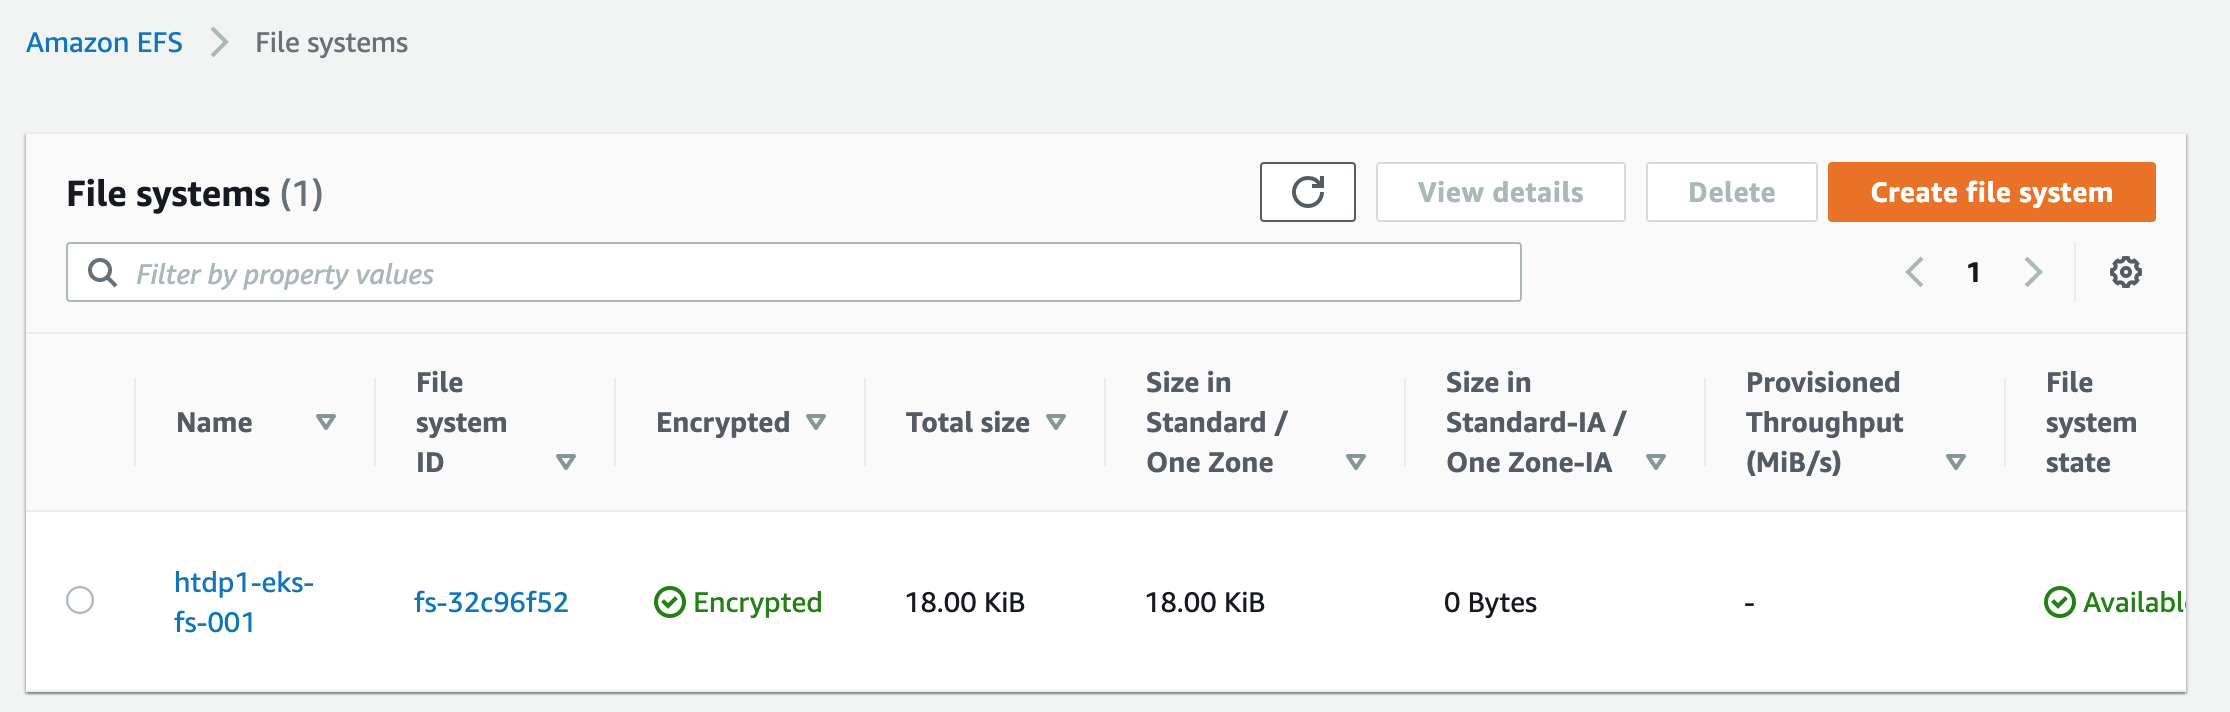 Amazon EFS File systems
File systems (1)
View details
Delete
Create file system
Filter by property values
1
Name
File system ID
Encrypted
Total size
Size in Standard / One Zone
Size in Standard-IA / One Zone-IA
Provisioned Throughput (MiB/s)
File system state
htdp1-eks-fs-001
fs-32c96f52
Encrypted
18.00 KiB
18.00 KiB
0 Bytes
-
Availabl